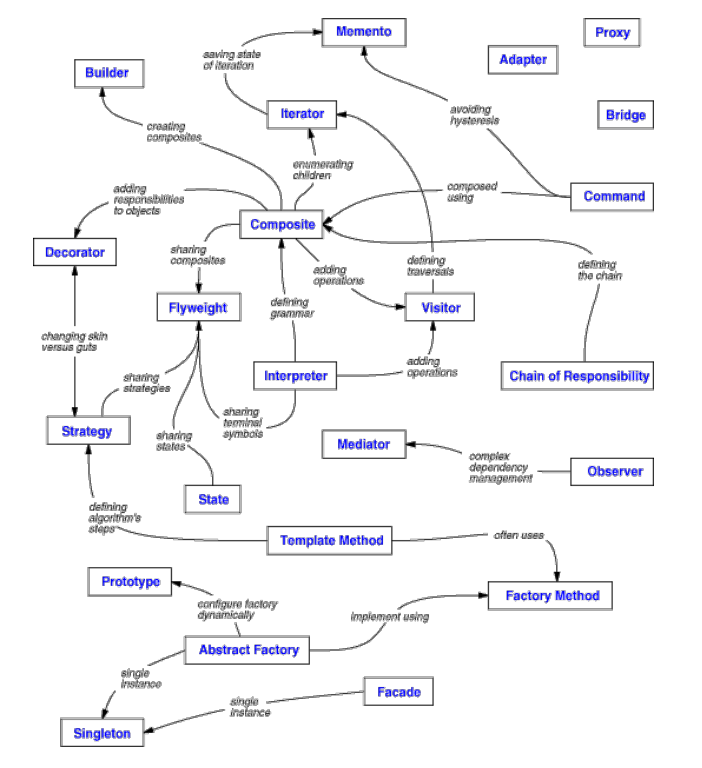 Memento
Proxy
saving state
of iteration
Adapter
Builder
Iterator
avoiding
hysteresis
Bridge
creating
composites
enumerating
children
adding
responsibilities
to objects
composed
using
Command
Composite
Decorator
sharing
composites
adding
operations
defining
traversals
defining
the chain
Flyweight
defining
grammar
Visitor
changing skin
versus guts
sharing
strategies
Interpreter
adding
operations
Chain of Responsibility
sharing
terminal
symbols
Strategy
sharing
states
Mediator
complex
dependency
management
Observer
State
defining
algorithm's
steps
Template Method
often uses
Prototype
Factory Method
configure factory
dynamically
implement using
Abstract Factory
single
instance
Facade
single
instance
Singleton